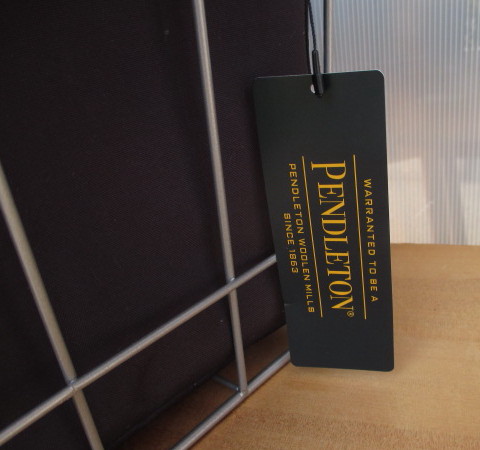 WARRANTED TO BE A
PENDLETON®
PENDLETON WOOLEN MILLS
SINCE 1863